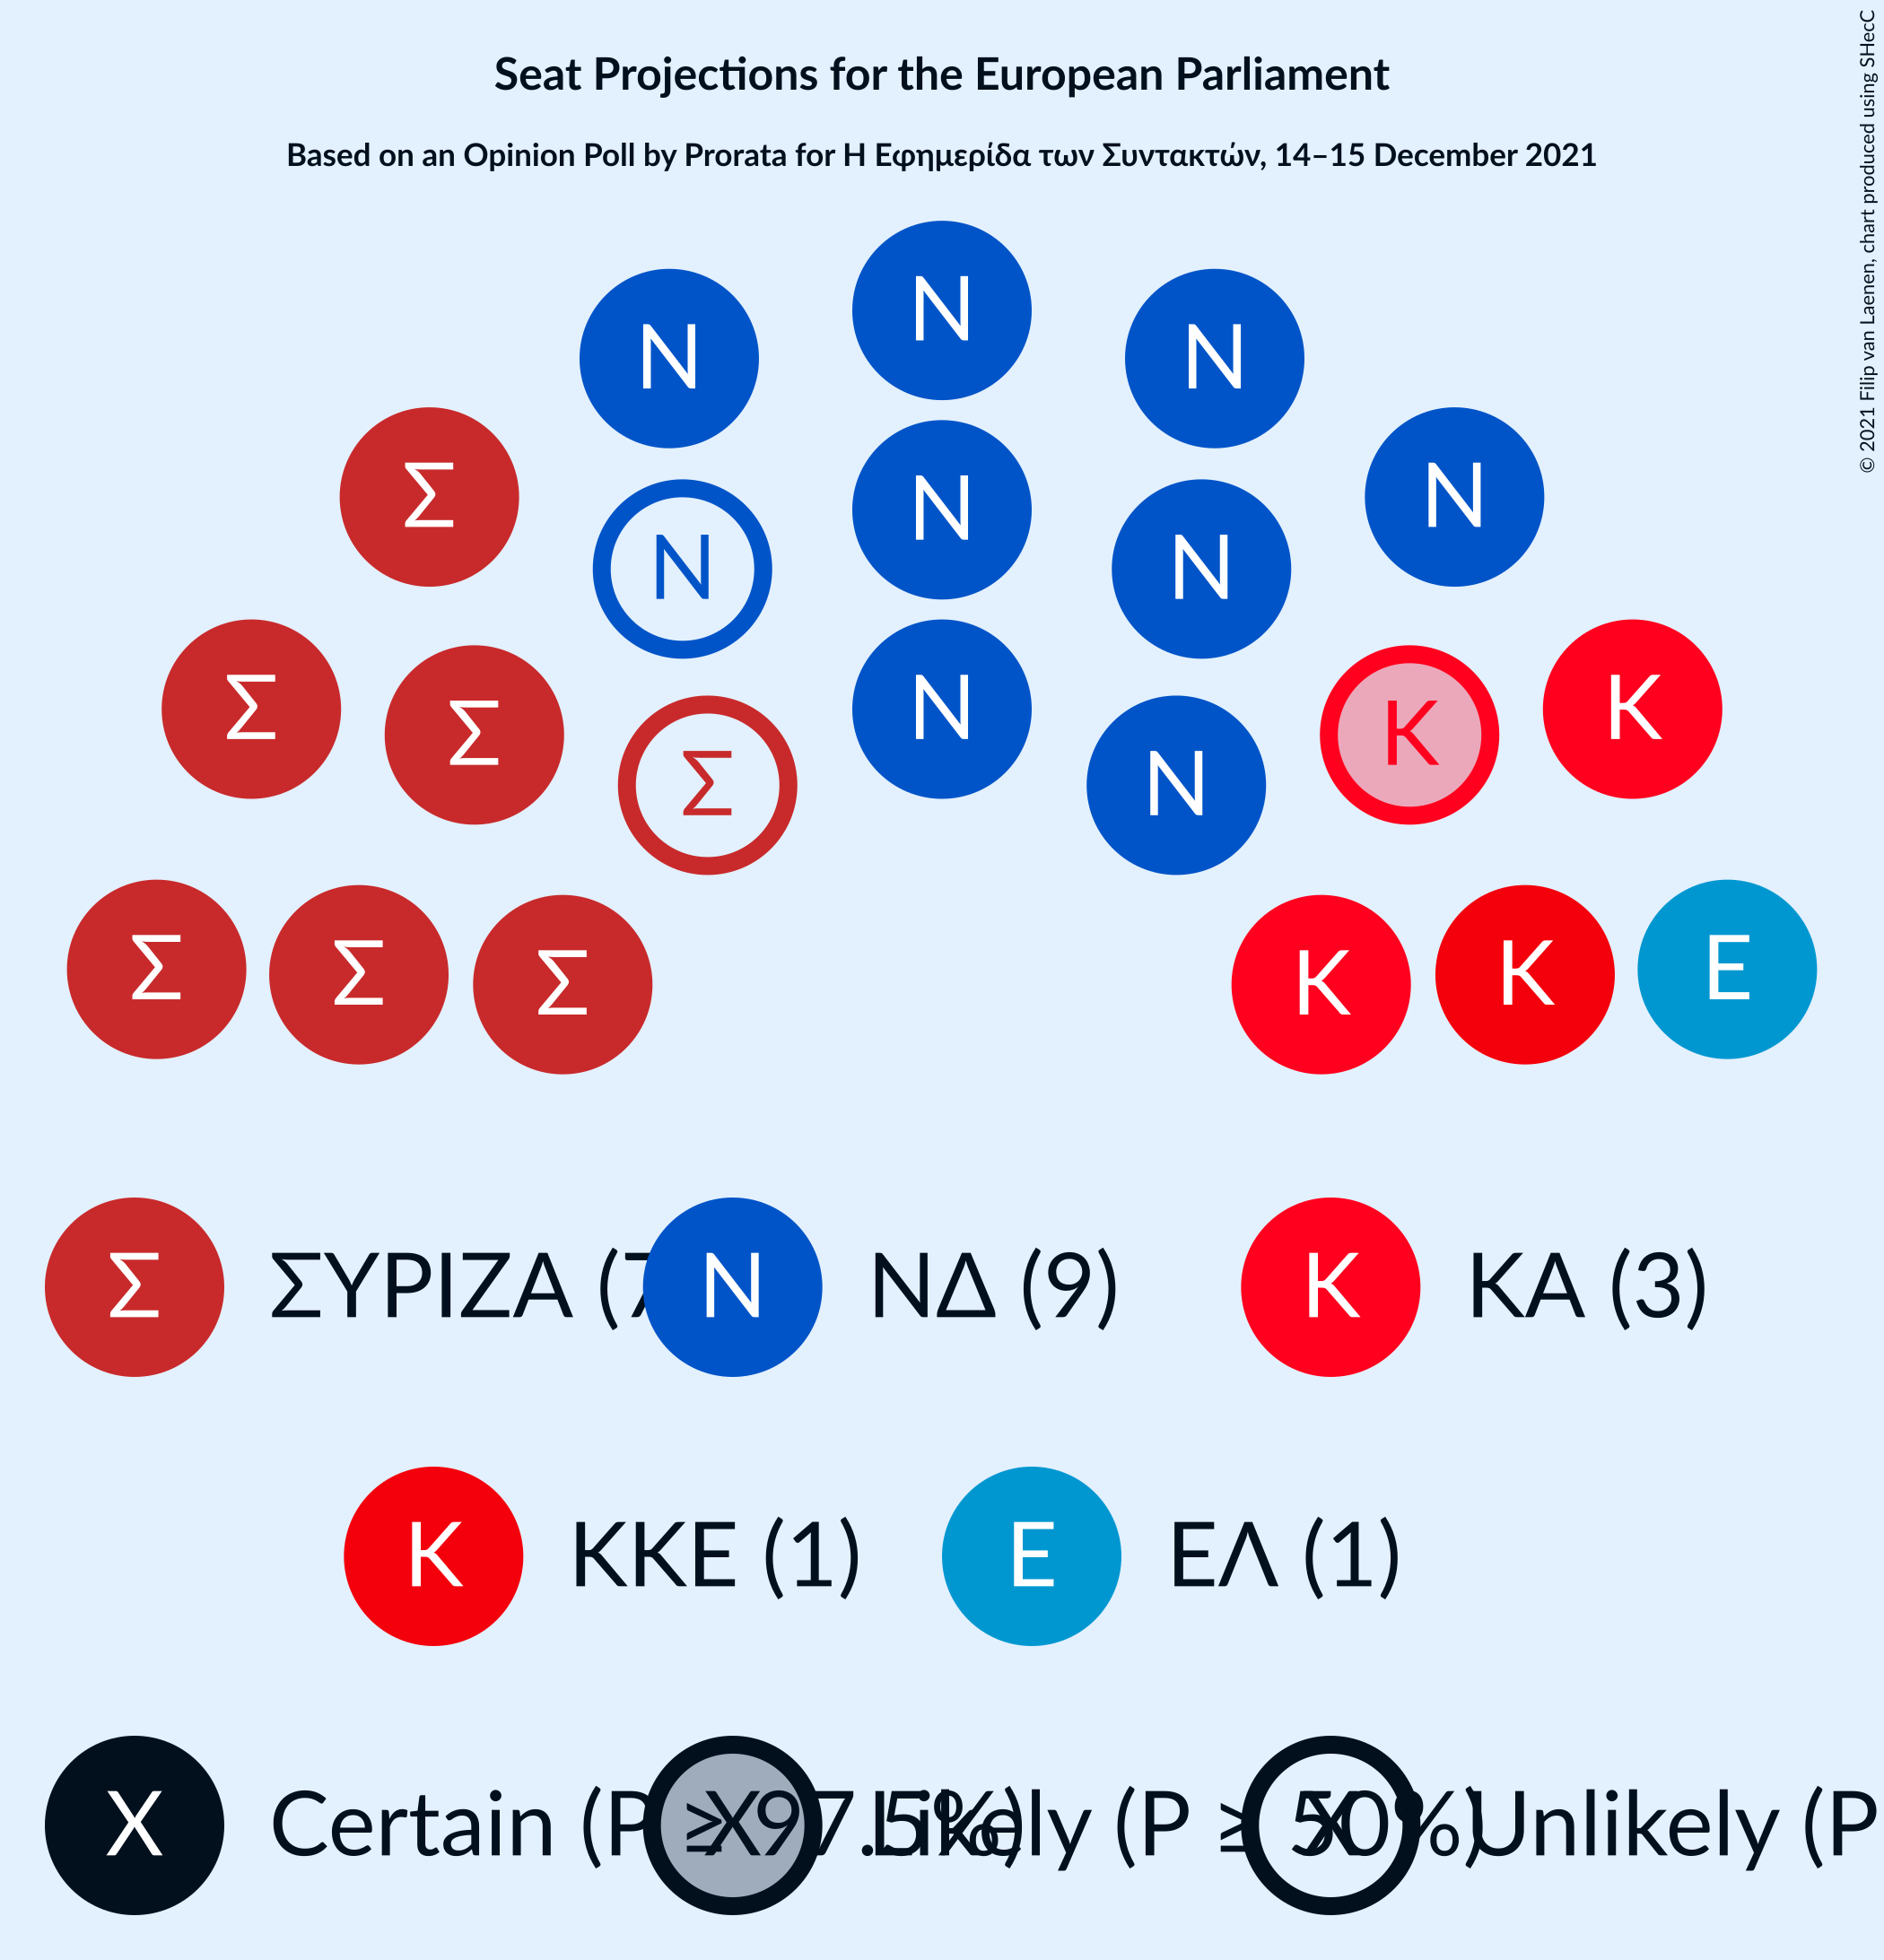 Seat Projections for the European Parliament
Based on an Opinion Poll by Prorata for Η Εφημερίδα των Συντακτών, 14–15 December 2021
© 2021 Filip van Laenen, chart produced using SHecC
Ν
Ν Ν
Σ Ν
Ν
Ν Ν
Σ Κ
Σ Κ
Σ Ν
Ν
Σ Σ Σ Κ Κ Ε
Σ ΣΥΡΙΖΑ (7 Ν ΝΔ (9) Κ ΚΑ (3)
Κ ΚΚΕ (1) Ε ΕΛ (1)
X Certain (P ≥ 97.5%) X Likely (P ≥ 50%) X Unlikely (P